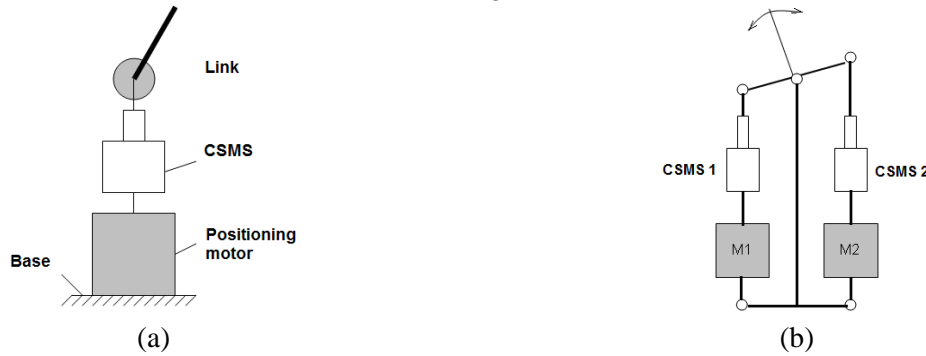 Link
CSMS
Positioning
motor
Base
(a)
CSMS 1
CSMS 2
M1
M2
(b)